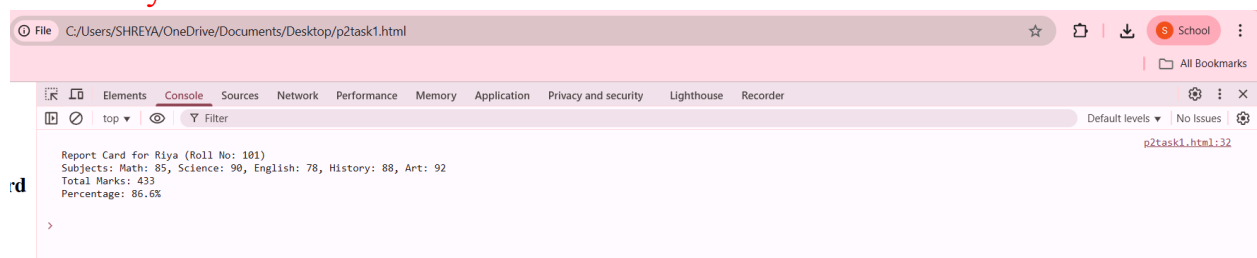 y
File C:/Users/SHREYA/OneDrive/Documents/Desktop/p2task1.html S School
All Bookmarks
Elements Console Sources Network Performance Memory Application Privacy and security Lighthouse Recorder
top Filter Default levels No Issues
p2task1.html:32
Report Card for Riya (Roll No: 101)
Subjects: Math: 85, Science: 90, English: 78, History: 88, Art: 92
Total Marks: 433
rd
Percentage: 86.6%
>